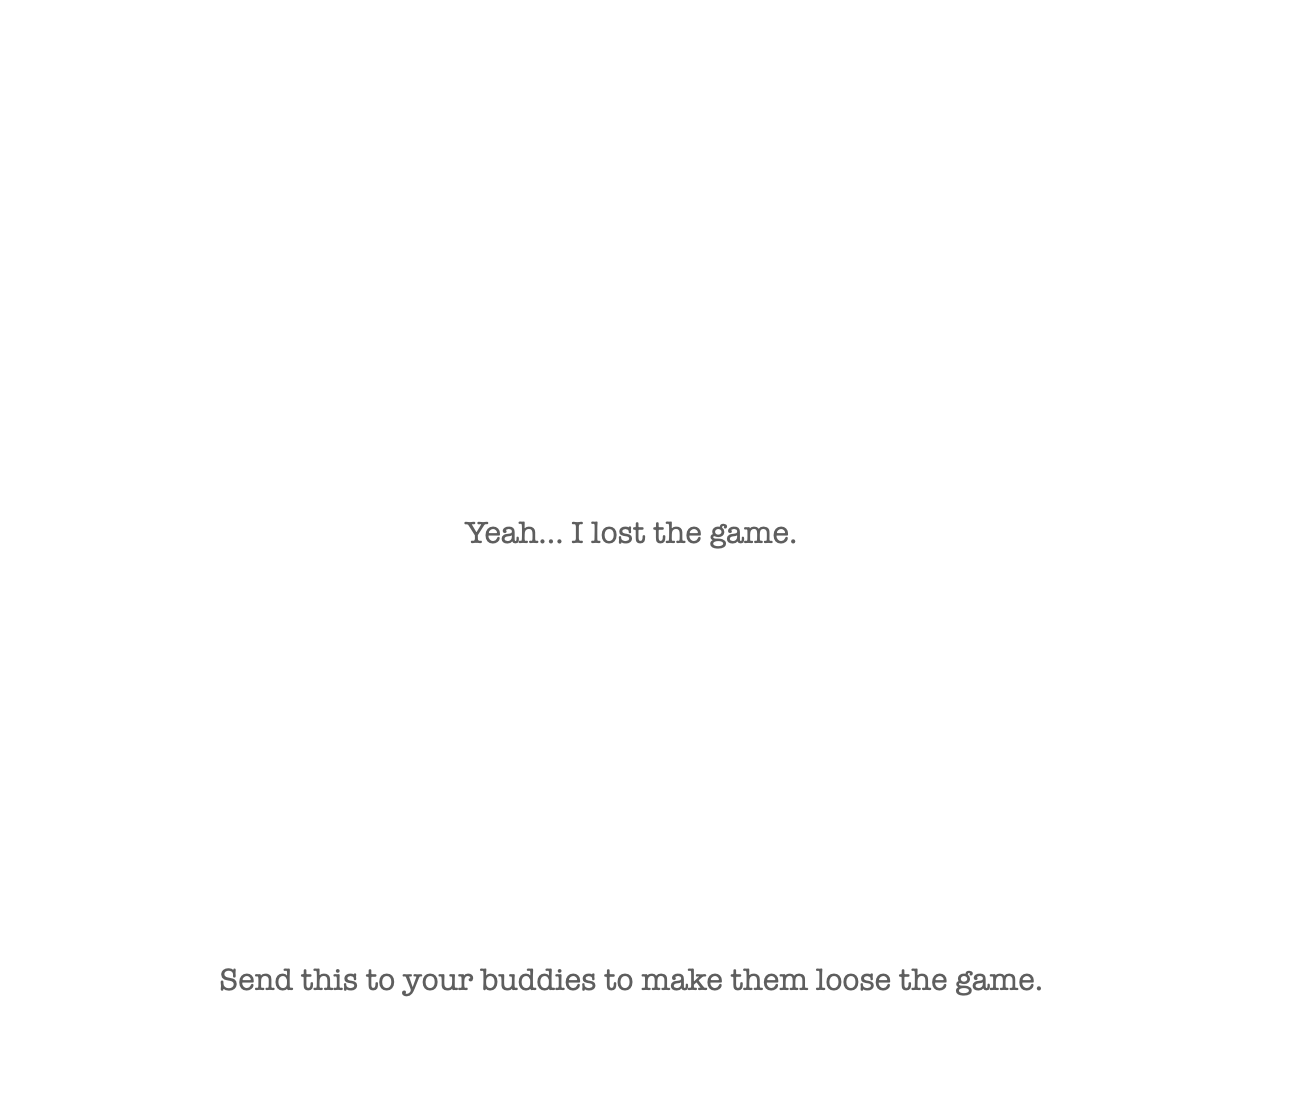 Yeah... I lost the game.
Send this to your buddies to make them loose the game.